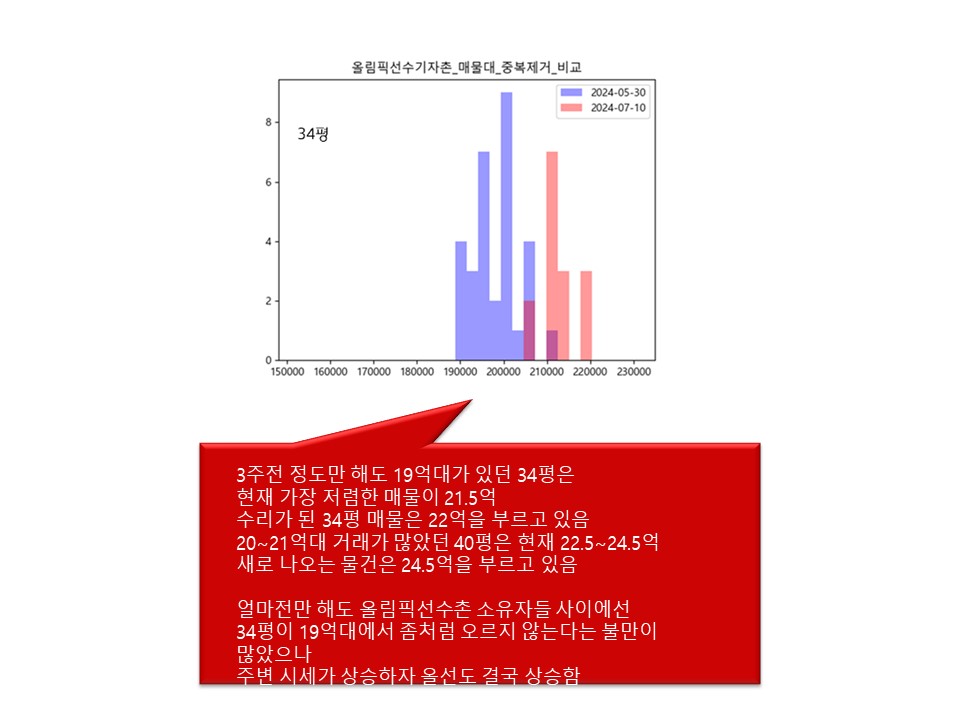 올림픽선수기자촌_매물대_중복제거_비교
2024-05-30
2024-07-10
34평
8
6
4
2
0
150000 160000 170000 180000 190000 200000 210000 220000 230000
3주전 정도만 해도 19억대가 있던 34평은
현재 가장 저렴한 매물이 21.5억
수리가 된 34평 매물은 22억을 부르고 있음
20~21억대 거래가 많았던 40평은 현재 22.5~24.5억
새로 나오는 물건은 24.5억을 부르고 있음
얼마전만 해도 올림픽선수촌 소유자들 사이에선
34평이 19억대에서 좀처럼 오르지 않는다는 불만이
많았으나
주변 시세가 상승하자 올선도 결국 상승함